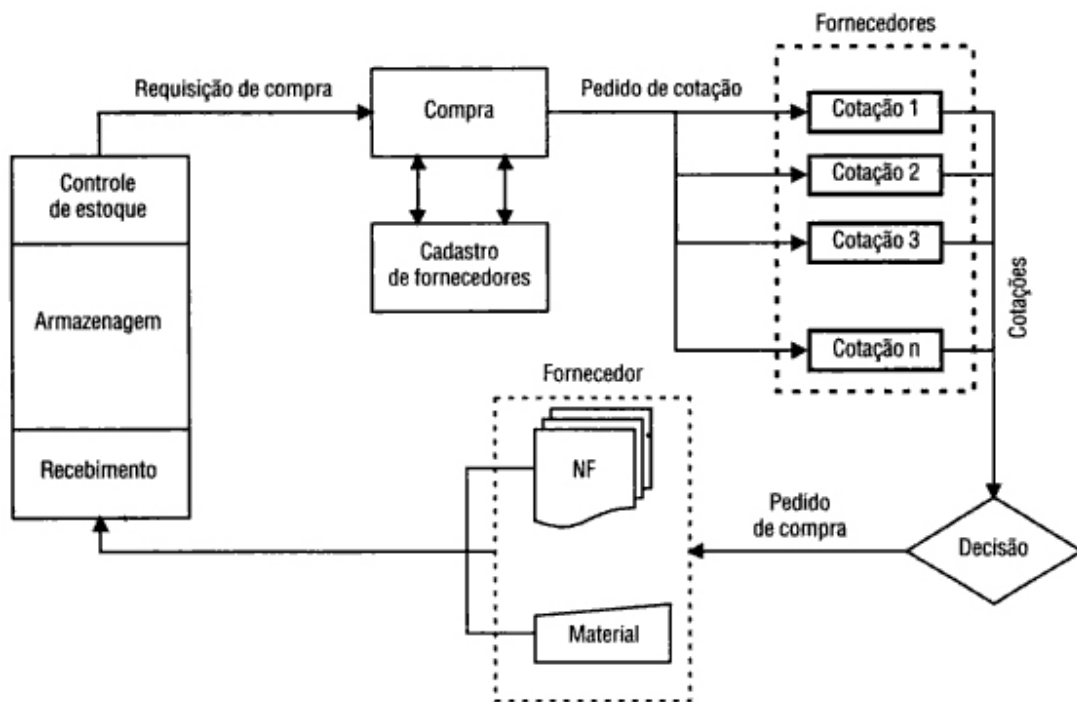 Fornecedores
Requisição de compra
Compra
Pedido de cotação
Cotação 1
Cotação 2
Cotação 3
Cotação n
Cotações
Controle
de estoque
Armazenagem
Recebimento
Cadastro
de fornecedores
Fornecedor
NF
Material
Pedido
de compra
Decisão